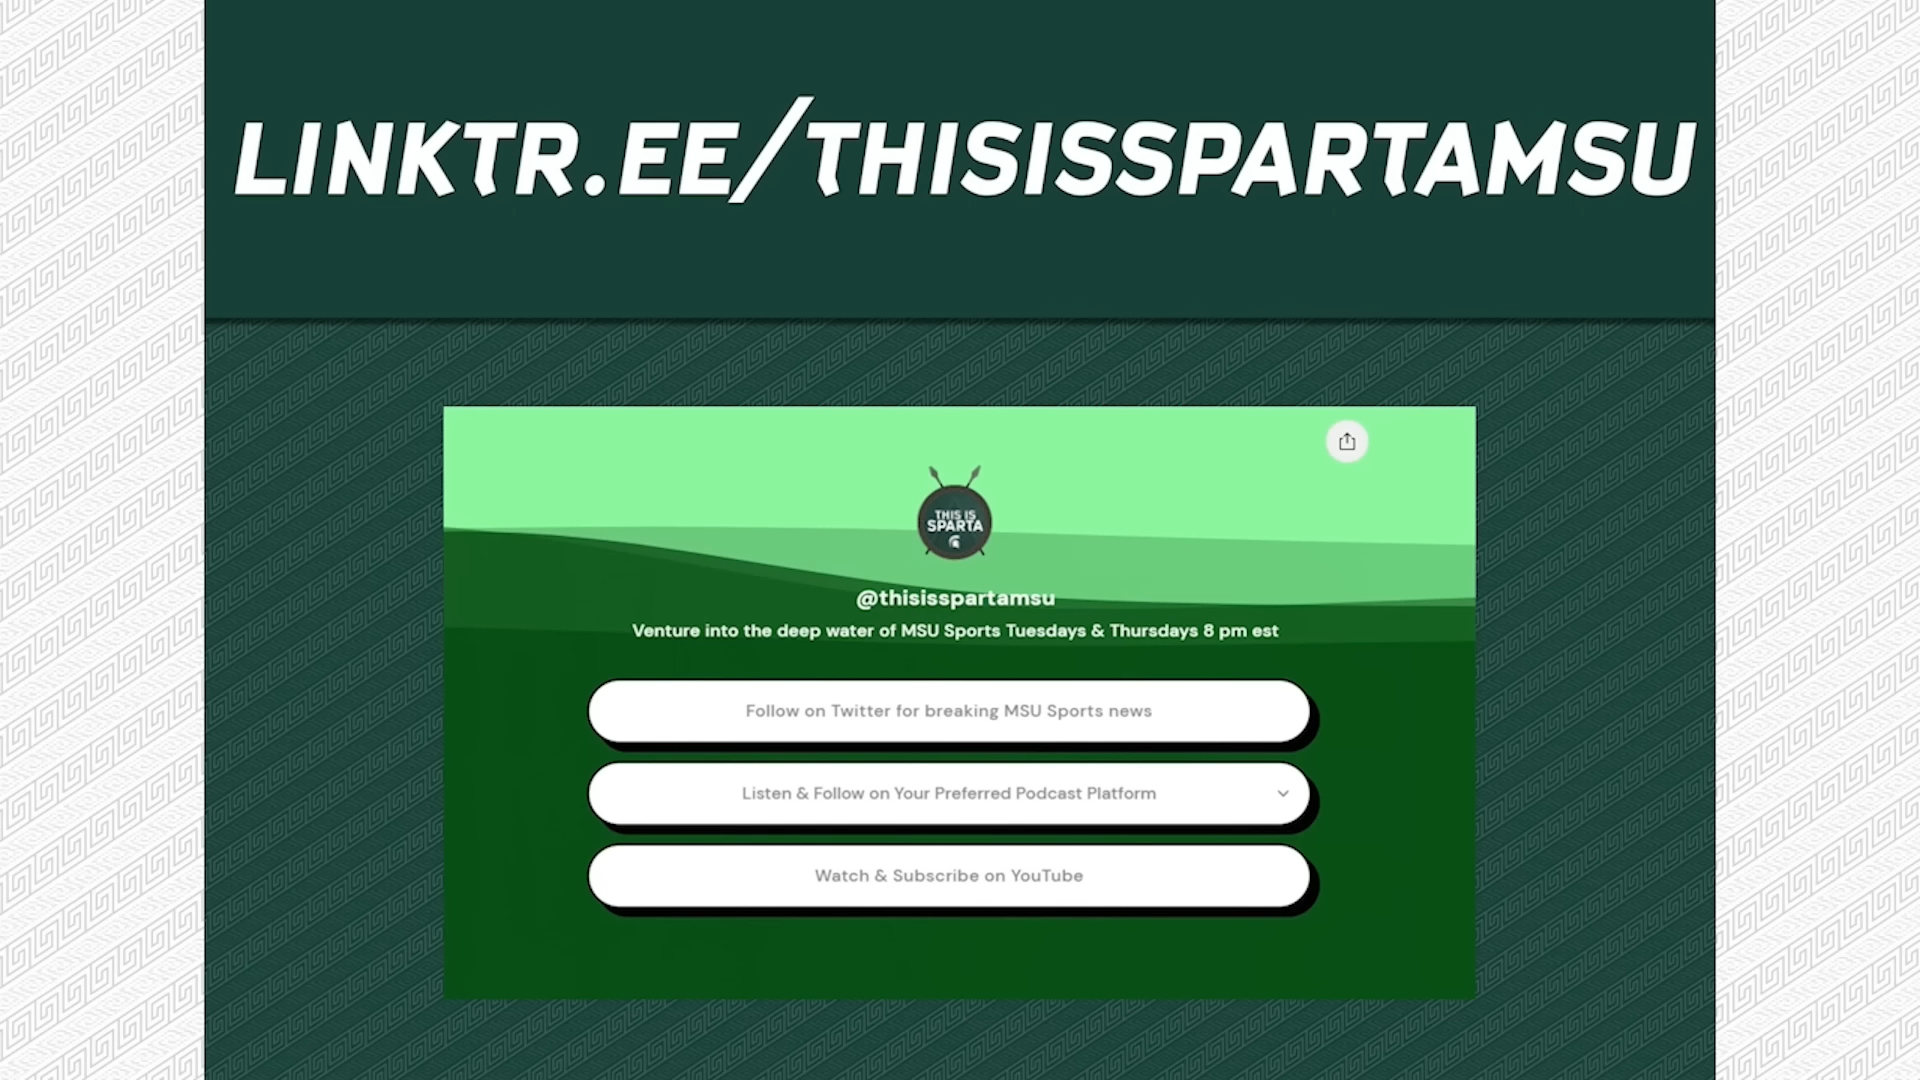 LINKTR.EE/THISISSPARTAMSU
THIS IS
SPARTA
@thisisspartamsu
Venture into the deep water of MSU Sports Tuesdays & Thursdays 8 pm est
Follow on Twitter for breaking MSU Sports news
Listen & Follow on Your Preferred Podcast Platform
Watch & Subscribe on YouTube